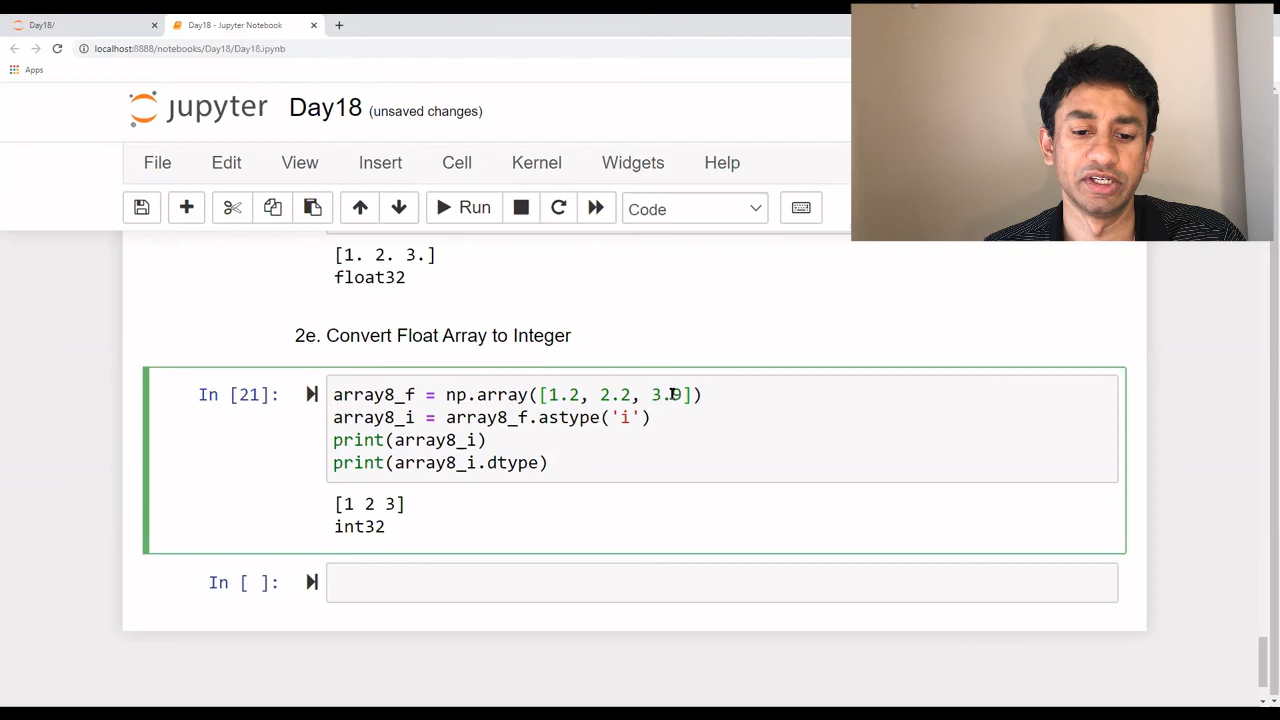 Day18/
Day18 - Jupyter Notebook
localhost:8888/notebooks/Day18/Day18.ipynb
Apps
jupyter Day18 (unsaved changes)
File Edit View Insert Cell Kernel Widgets Help
Run Code
[1. 2. 3.]
float32
2e. Convert Float Array to Integer
In [21]:
array8_f = np.array([1.2, 2.2, 3.9])
array8_i = array8_f.astype('i')
print(array8_i)
print(array8_i.dtype)
[1 2 3]
int32
In [ ]: